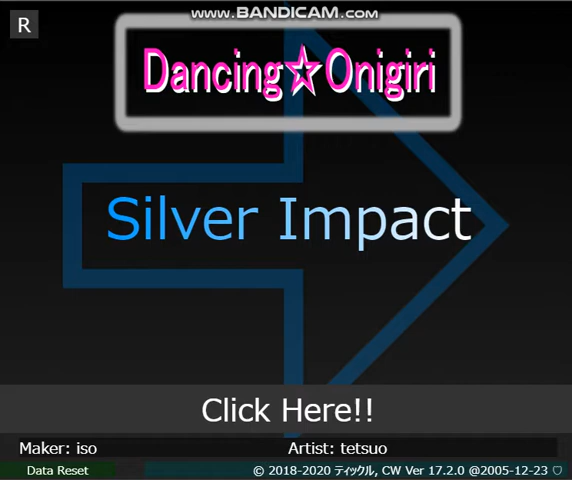 WWW.BANDICAM.COM
R
Dancing☆Onigiri
Silver Impact
Click Here!!
Maker: iso
Artist: tetsuo
Data Reset
© 2018-2020 ティックル, CW Ver 17.2.0 @2005-12-23 ♡